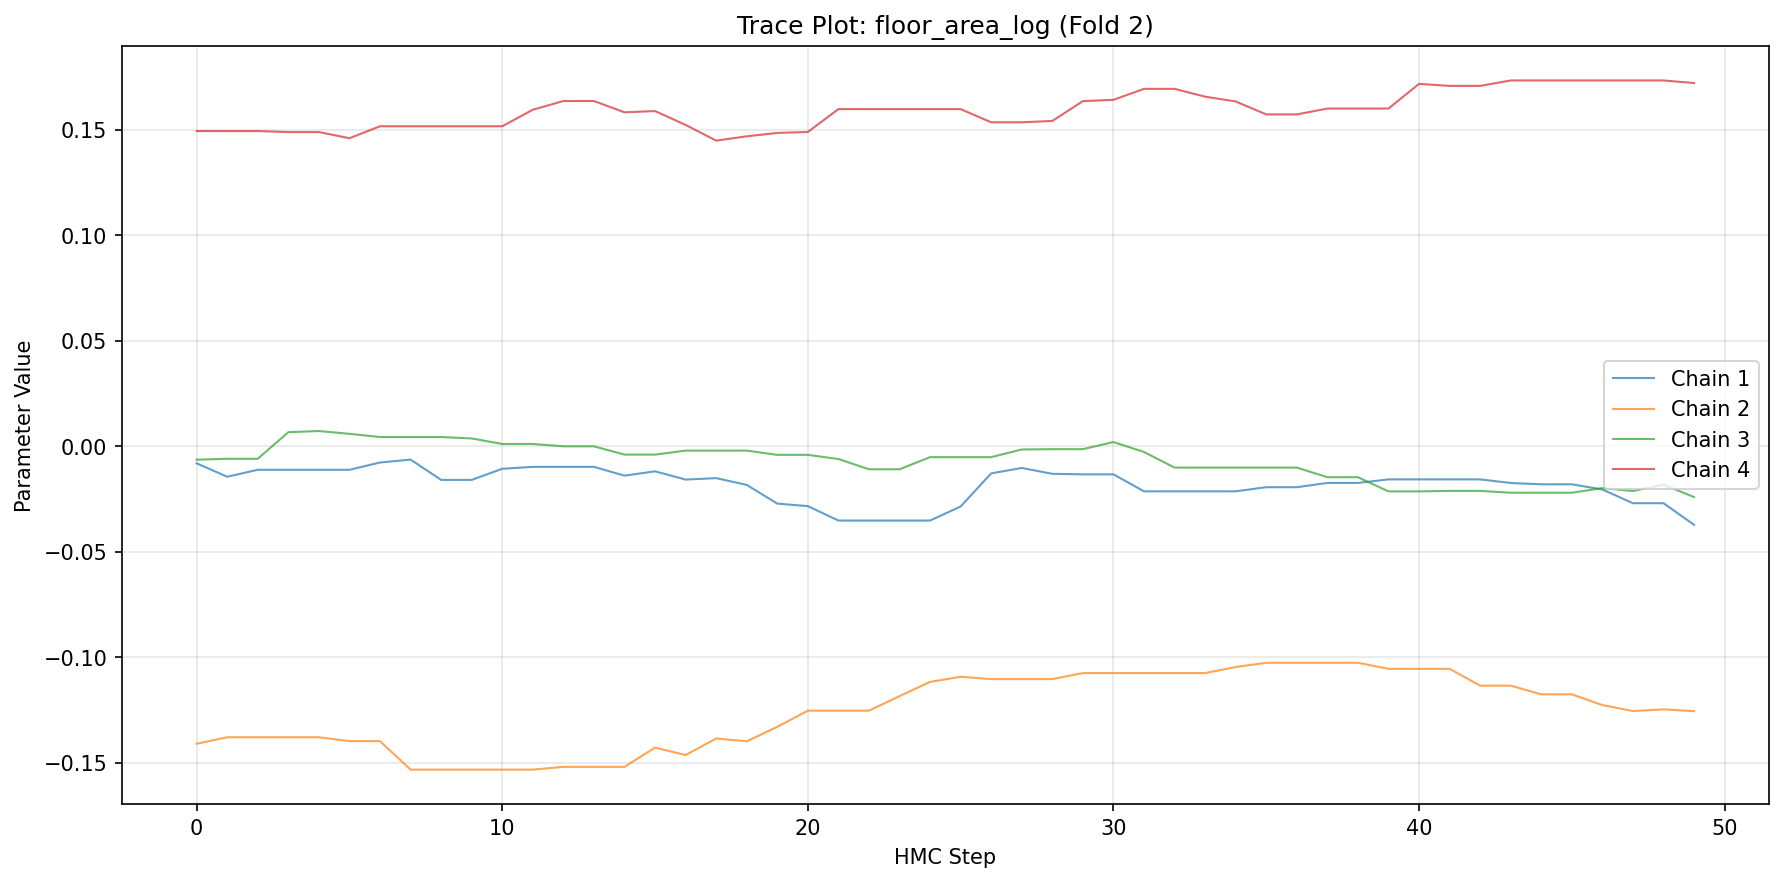 Trace Plot: floor_area_log (Fold 2)
Parameter Value
0.15
0.10
0.05
0.00
−0.05
−0.10
−0.15
Chain 1
Chain 2
Chain 3
Chain 4
0
10
20
30
40
50
HMC Step